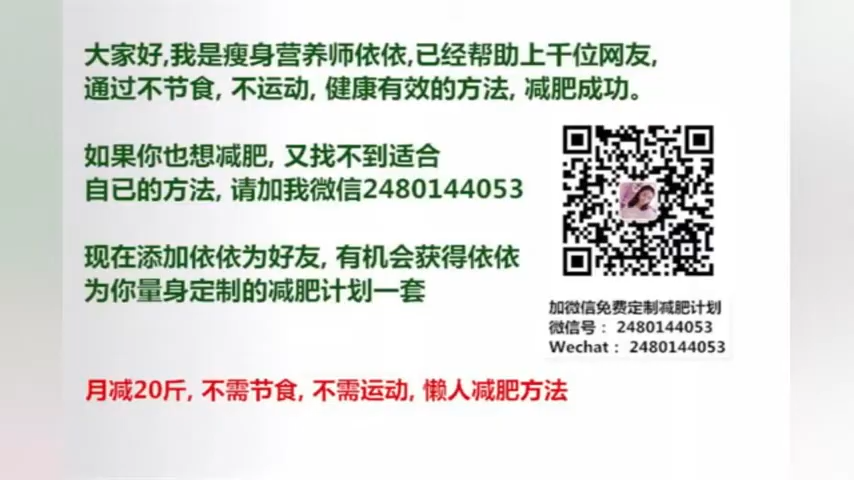 大家好,我是瘦身营养师依依,已经帮助上千位网友,
通过不节食, 不运动, 健康有效的方法, 减肥成功。
如果你也想减肥, 又找不到适合
自已的方法, 请加我微信2480144053
现在添加依依为好友, 有机会获得依依
为你量身定制的减肥计划一套
加微信免费定制减肥计划
微信号： 2480144053
Wechat： 2480144053
月减20斤, 不需节食, 不需运动, 懒人减肥方法